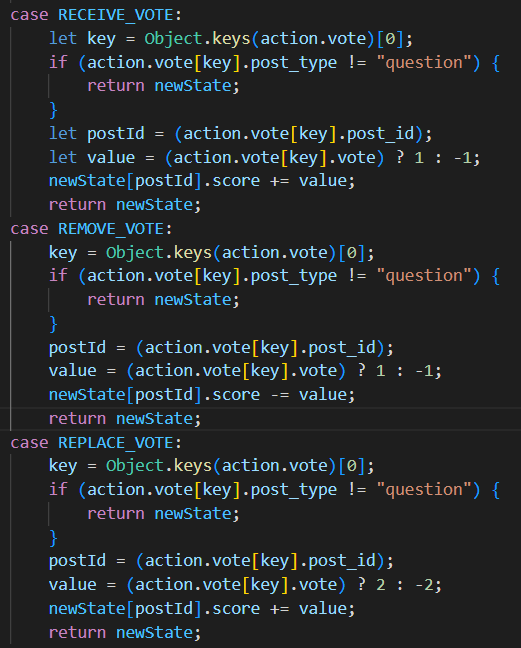 case RECEIVE_VOTE:
    let key = Object.keys(action.vote)[0];
    if (action.vote[key].post_type != "question") {
        return newState;
    }
    let postId = (action.vote[key].post_id);
    let value = (action.vote[key].vote) ? 1 : -1;
    newState[postId].score += value;
    return newState;
case REMOVE_VOTE:
    key = Object.keys(action.vote)[0];
    if (action.vote[key].post_type != "question") {
        return newState;
    }
    postId = (action.vote[key].post_id);
    value = (action.vote[key].vote) ? 1 : -1;
    newState[postId].score -= value;
    return newState;
case REPLACE_VOTE:
    key = Object.keys(action.vote)[0];
    if (action.vote[key].post_type != "question") {
        return newState;
    }
    postId = (action.vote[key].post_id);
    value = (action.vote[key].vote) ? 2 : -2;
    newState[postId].score += value;
    return newState;